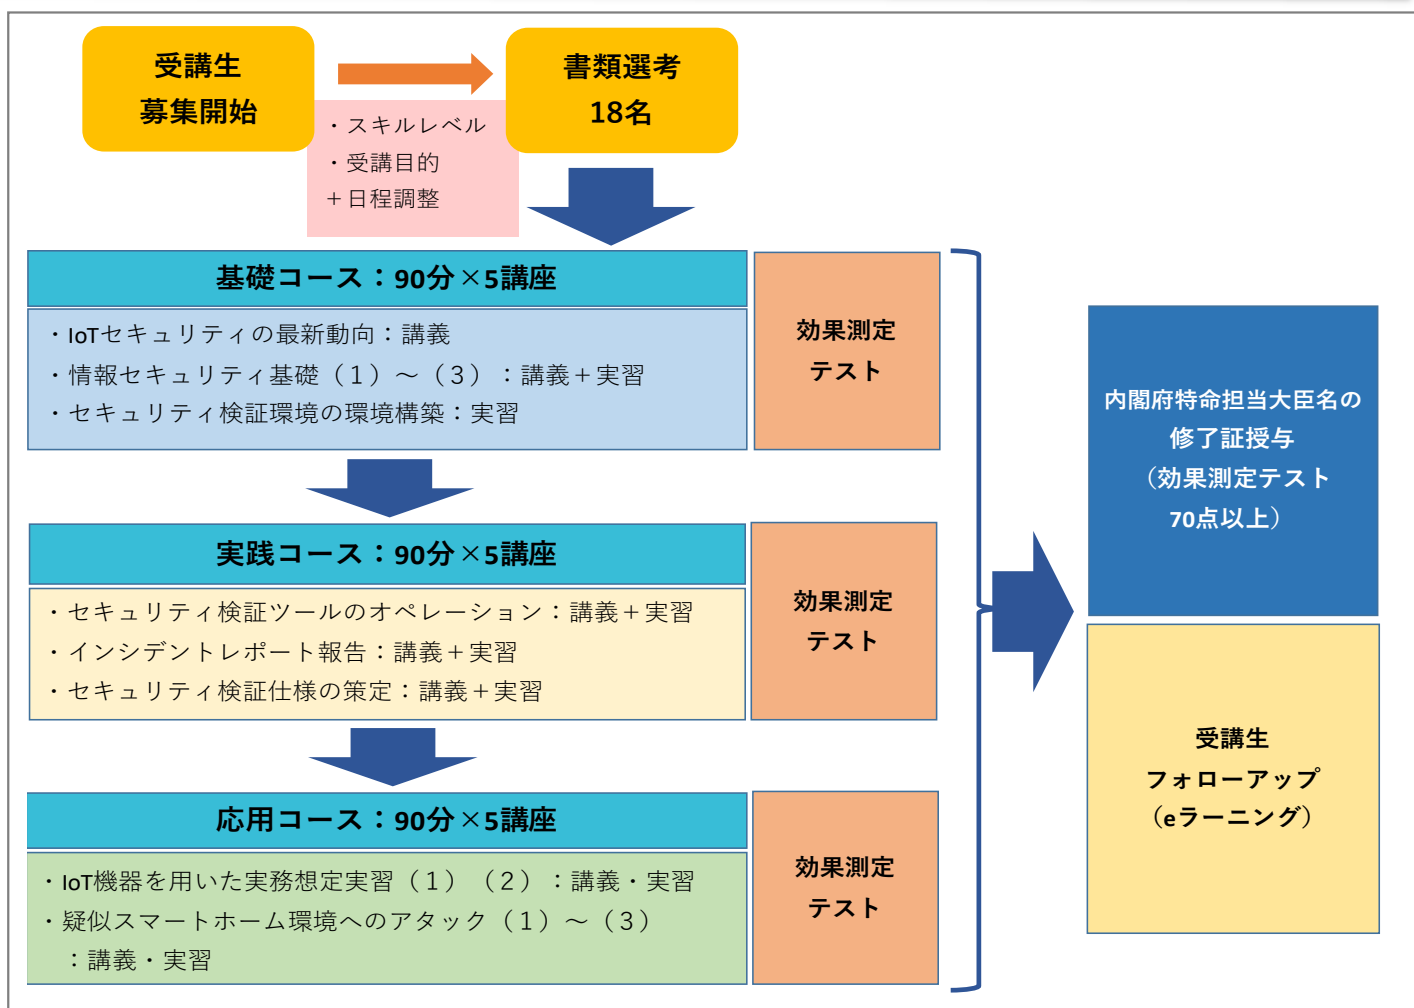 受講生
募集開始
書類選考
18名
・スキルレベル
・受講目的
＋日程調整
基礎コース：90分×5講座
・IoTセキュリティの最新動向：講義
・情報セキュリティ基礎（１）～（３）：講義＋実習
・セキュリティ検証環境の環境構築：実習
効果測定
テスト
実践コース：90分×5講座
・セキュリティ検証ツールのオペレーション：講義＋実習
・インシデントレポート報告：講義＋実習
・セキュリティ検証仕様の策定：講義＋実習
効果測定
テスト
応用コース：90分×5講座
・IoT機器を用いた実務想定実習（１）（２）：講義・実習
・疑似スマートホーム環境へのアタック（１）～（３）
：講義・実習
効果測定
テスト
内閣府特命担当大臣名の
修了証授与
（効果測定テスト
70点以上）
受講生
フォローアップ
（eラーニング）